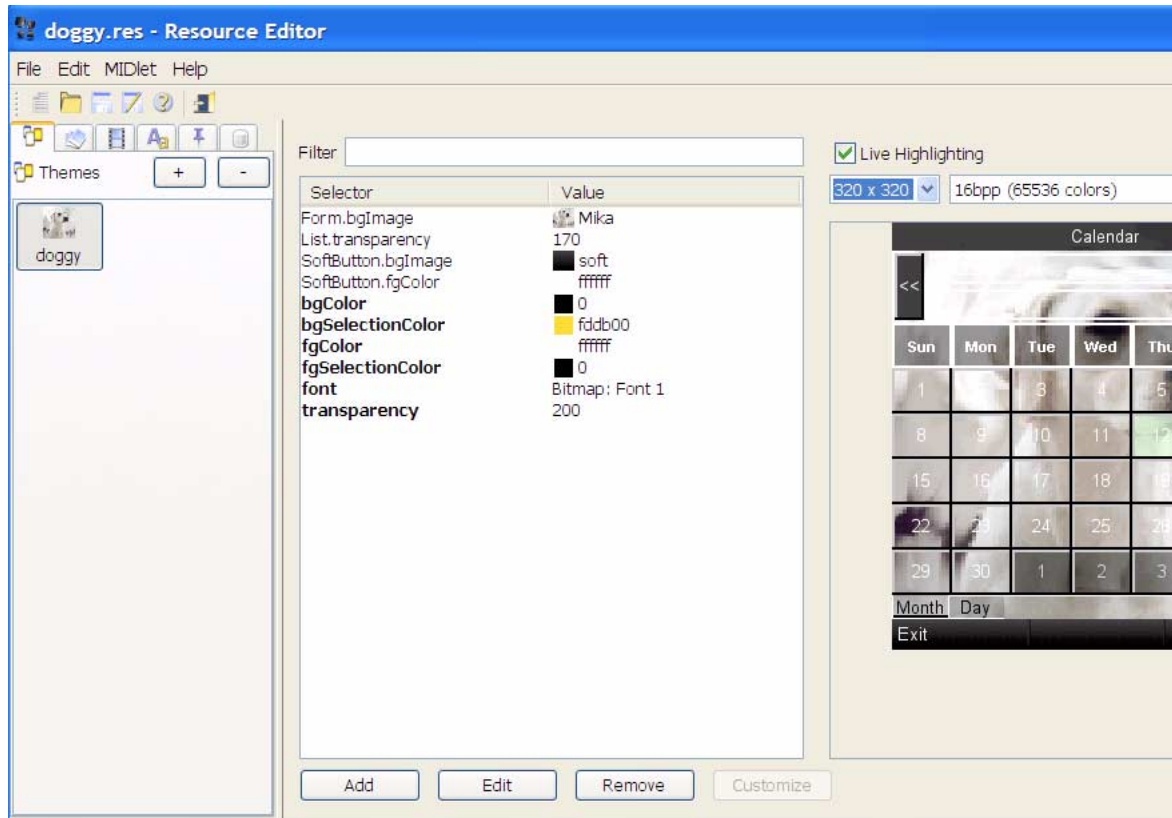 doggy.res - Resource Editor
File Edit MIDlet Help
Themes + -
doggy
Filter
Selector Value
Form.bgImage Mika
List.transparency 170
SoftButton.bgImage soft
SoftButton.fgColor ffffff
bgColor 0
bgSelectionColor fddb00
fgColor ffffff
fgSelectionColor 0
font Bitmap: Font 1
transparency 200
Add Edit Remove Customize
Live Highlighting
320 x 320 16bpp (65536 colors)
Calendar
<<
Sun Mon Tue Wed Thu
1 3 4 5
8 9 10 11 12
15 16 17 18 19
22 23 24 25 26
29 30 1 2 3
Month Day
Exit